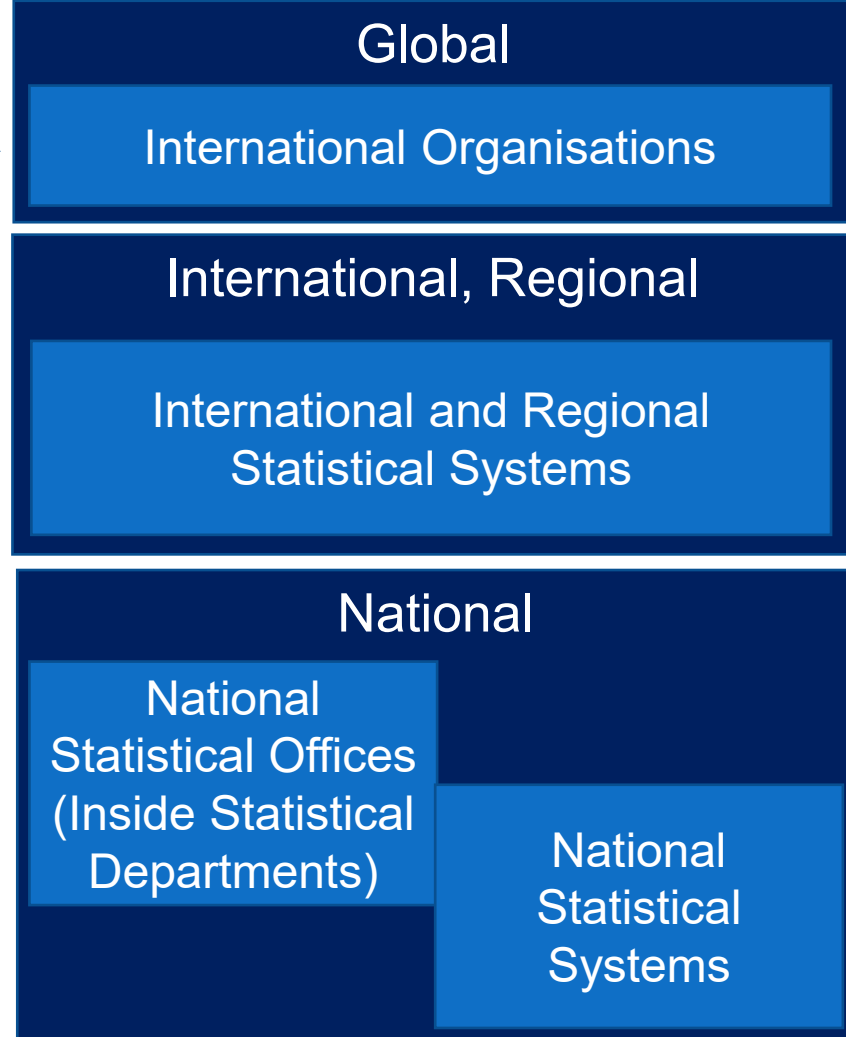 Global
International Organisations
International, Regional
International and Regional
Statistical Systems
National
National
Statistical Offices
(Inside Statistical
Departments)
National
Statistical
Systems